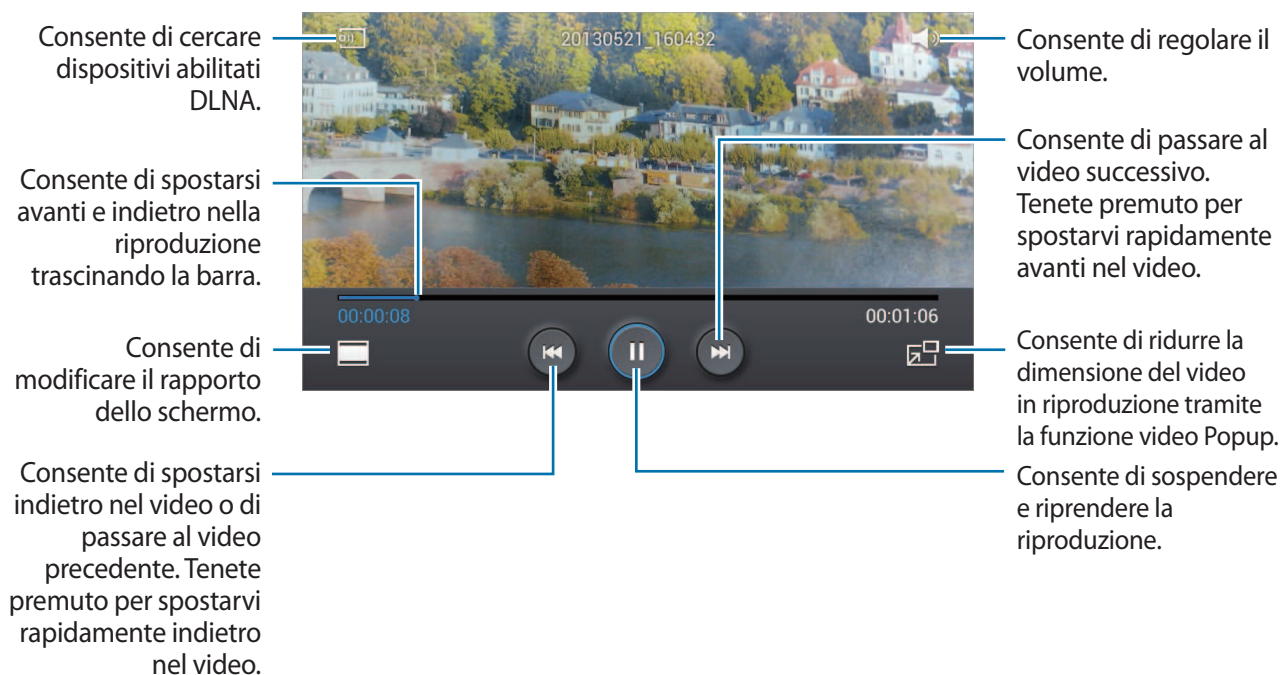 Consente di cercare
dispositivi abilitati
DLNA.
Consente di spostarsi
avanti e indietro nella
riproduzione
trascinando la barra.
Consente di
modificare il rapporto
dello schermo.
Consente di spostarsi
indietro nel video o di
passare al video
precedente. Tenete
premuto per spostarvi
rapidamente indietro
nel video.
20130521_160432
00:00:08
00:01:06
Consente di regolare il
volume.
Consente di passare al
video successivo.
Tenete premuto per
spostarvi rapidamente
avanti nel video.
Consente di ridurre la
dimensione del video
in riproduzione tramite
la funzione video Popup.
Consente di sospendere
e riprendere la
riproduzione.